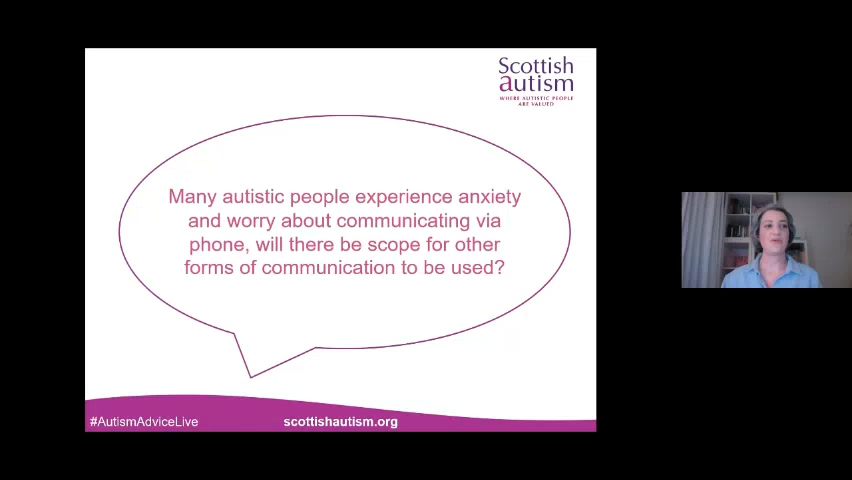 Scottish
autism
WHERE AUTISTIC PEOPLE
ARE VALUED
Many autistic people experience anxiety
and worry about communicating via
phone, will there be scope for other
forms of communication to be used?
#AutismAdviceLive
scottishautism.org